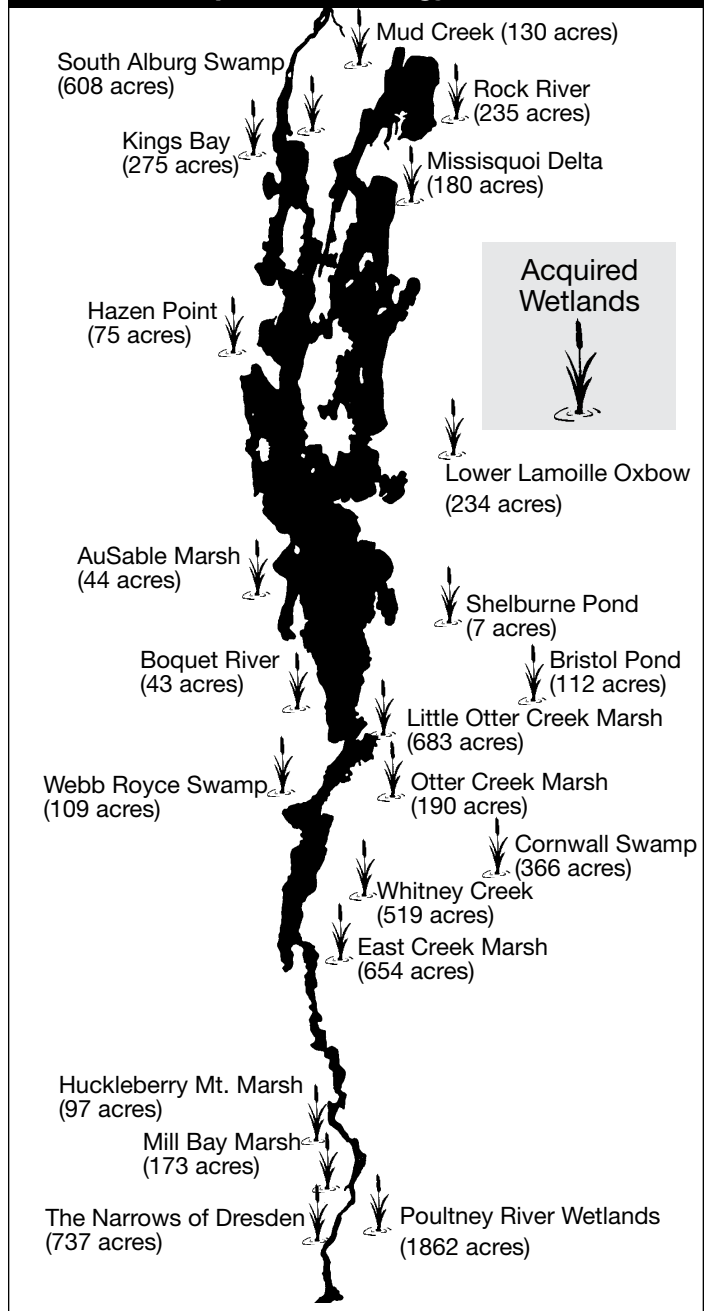 Mud Creek (130 acres)
South Alburg Swamp
(608 acres)
Rock River
(235 acres)
Kings Bay
(275 acres)
Missisquoi Delta
(180 acres)
Acquired
Wetlands
Hazen Point
(75 acres)
Lower Lamoille Oxbow
(234 acres)
AuSable Marsh
(44 acres)
Shelburne Pond
(7 acres)
Boquet River
(43 acres)
Bristol Pond
(112 acres)
Little Otter Creek Marsh
(683 acres)
Webb Royce Swamp
(109 acres)
Otter Creek Marsh
(190 acres)
Cornwall Swamp
(366 acres)
Whitney Creek
(519 acres)
East Creek Marsh
(654 acres)
Huckleberry Mt. Marsh
(97 acres)
Mill Bay Marsh
(173 acres)
The Narrows of Dresden
(737 acres)
Poultney River Wetlands
(1862 acres)